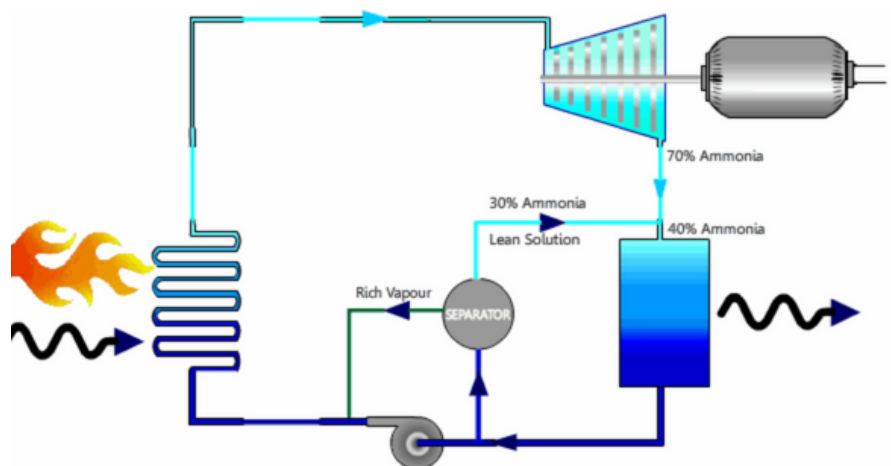 70% Ammonia
30% Ammonia
Lean Solution
40% Ammonia
Rich Vapour
SEPARATOR